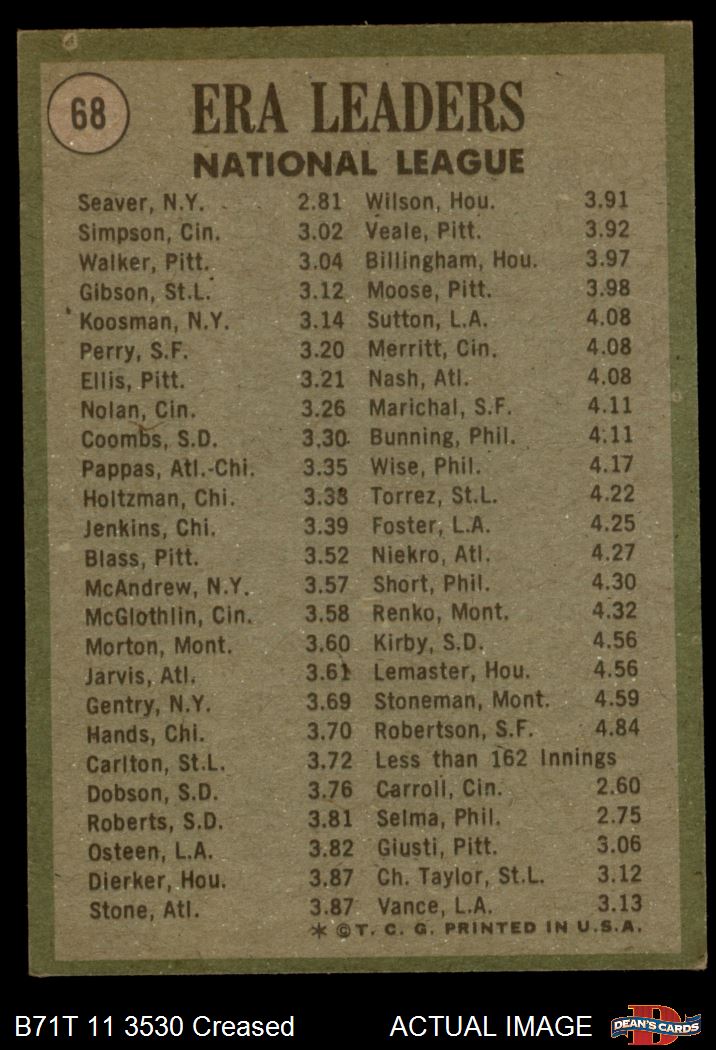 68
ERA LEADERS
NATIONAL LEAGUE
Seaver, N.Y. 2.81 Wilson, Hou. 3.91
Simpson, Cin. 3.02 Veale, Pitt. 3.92
Walker, Pitt. 3.04 Billingham, Hou. 3.97
Gibson, St.L. 3.12 Moose, Pitt. 3.98
Koosman, N.Y. 3.14 Sutton, L.A. 4.08
Perry, S.F. 3.20 Merritt, Cin. 4.08
Ellis, Pitt. 3.21 Nash, Atl. 4.08
Nolan, Cin. 3.26 Marichal, S.F. 4.11
Coombs, S.D. 3.30 Bunning, Phil. 4.11
Pappas, Atl.-Chi. 3.35 Wise, Phil. 4.17
Holtzman, Chi. 3.38 Torrez, St.L. 4.22
Jenkins, Chi. 3.39 Foster, L.A. 4.25
Blass, Pitt. 3.52 Niekro, Atl. 4.27
McAndrew, N.Y. 3.57 Short, Phil. 4.30
McGlothlin, Cin. 3.58 Renko, Mont. 4.32
Morton, Mont. 3.60 Kirby, S.D. 4.56
Jarvis, Atl. 3.61 Lemaster, Hou. 4.56
Gentry, N.Y. 3.69 Stoneman, Mont. 4.59
Hands, Chi. 3.70 Robertson, S.F. 4.84
Carlton, St.L. 3.72 Less than 162 Innings
Dobson, S.D. 3.76 Carroll, Cin. 2.60
Roberts, S.D. 3.81 Selma, Phil. 2.75
Osteen, L.A. 3.82 Giusti, Pitt. 3.06
Dierker, Hou. 3.87 Ch. Taylor, St.L. 3.12
Stone, Atl. 3.87 Vance, L.A. 3.13
* © T. C. G. PRINTED IN U.S.A.
B71T 11 3530 Creased ACTUAL IMAGE
DEAN'S CARDS